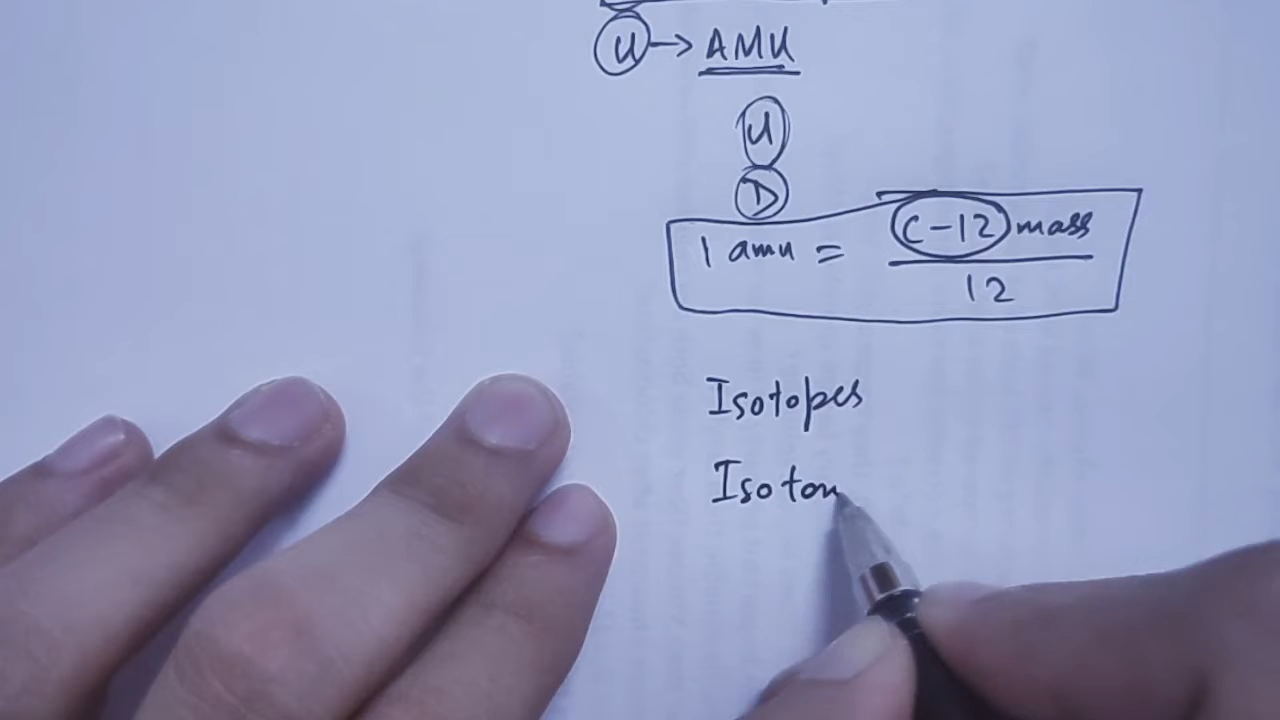 u → AMU
u
D
1 amu = C-12 mass
12
Isotopes
Isoton